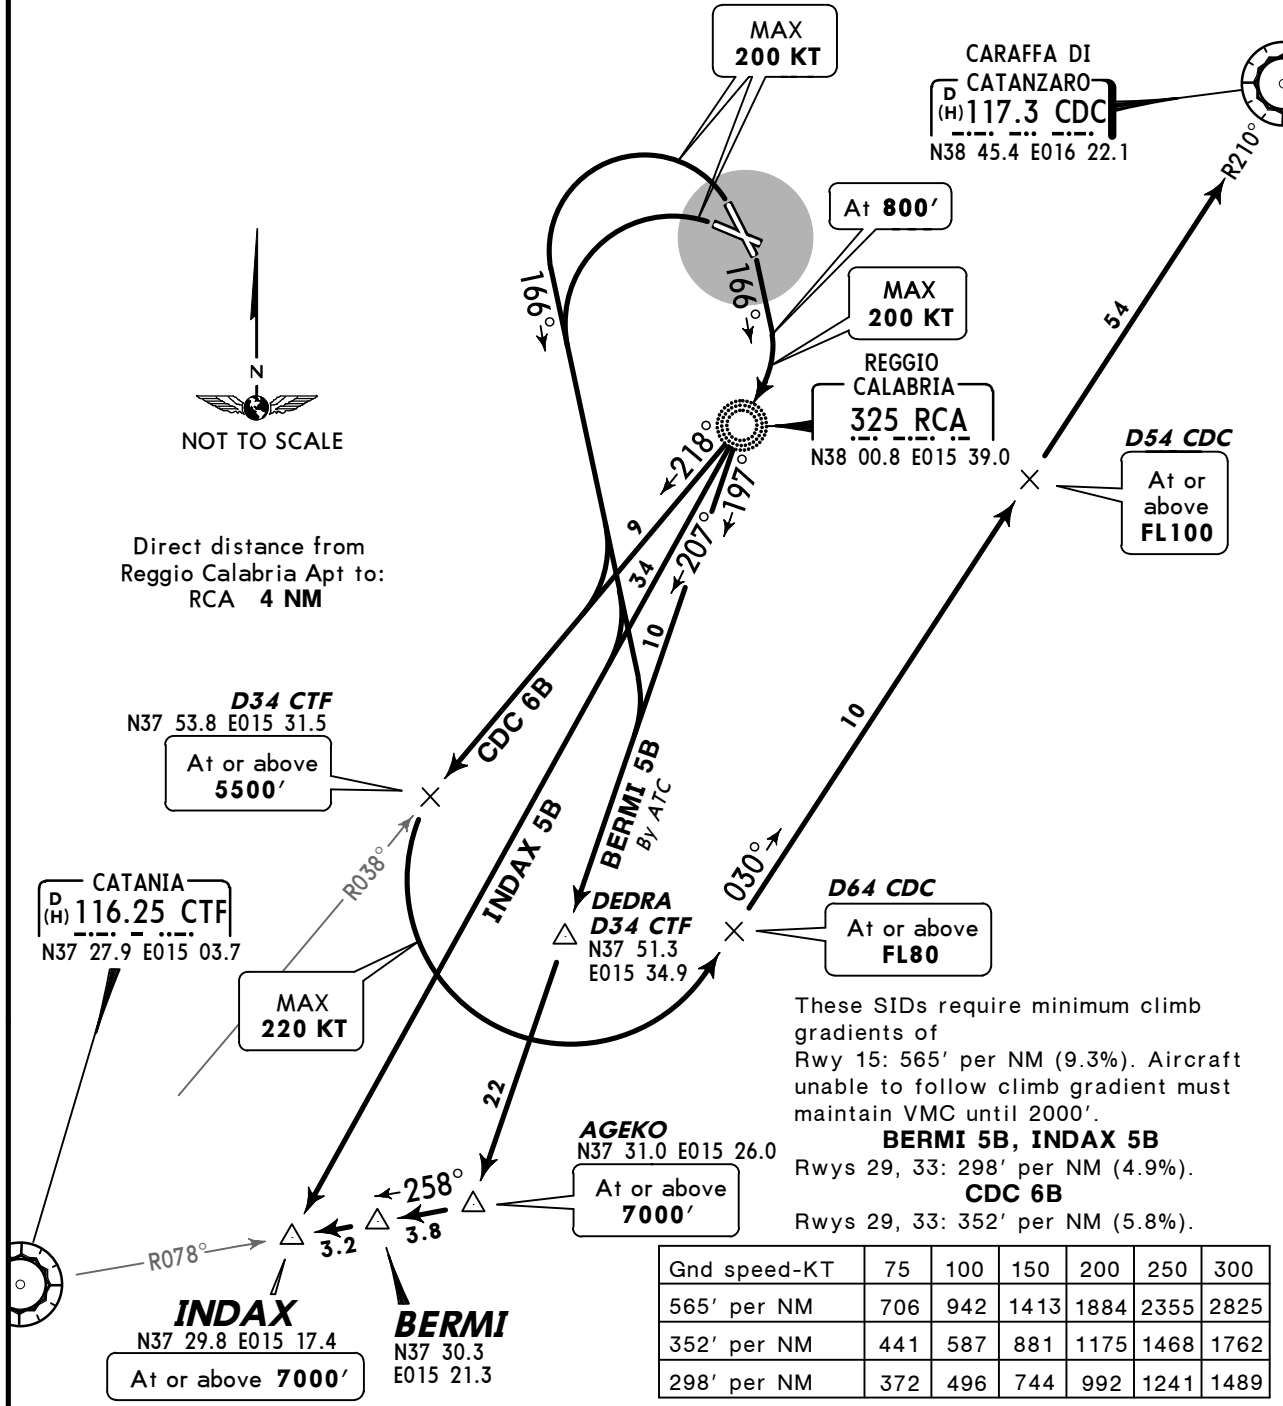 MAX
200 KT
CARAFFA DI
CATANZARO
D
(H) 117.3 CDC
N38 45.4 E016 22.1
R210°
At 800'
MAX
200 KT
166°
166°
54
N
NOT TO SCALE
REGGIO
CALABRIA
325 RCA
N38 00.8 E015 39.0
D54 CDC
At or
above
FL100
218°
197°
207°
9
34
10
Direct distance from
Reggio Calabria Apt to:
RCA 4 NM
D34 CTF
N37 53.8 E015 31.5
At or above
5500'
CDC 6B
INDAX 5B
BERMI 5B
By ATC
10
R038°
CATANIA
D
(H) 116.25 CTF
N37 27.9 E015 03.7
030°
D64 CDC
At or above
FL80
DEDRA
D34 CTF
N37 51.3
E015 34.9
MAX
220 KT
These SIDs require minimum climb
gradients of
Rwy 15: 565' per NM (9.3%). Aircraft
unable to follow climb gradient must
maintain VMC until 2000'.
BERMI 5B, INDAX 5B
Rwys 29, 33: 298' per NM (4.9%).
CDC 6B
Rwys 29, 33: 352' per NM (5.8%).
22
AGEKO
N37 31.0 E015 26.0
At or above
7000'
258°
3.8
3.2
R078°
INDAX
N37 29.8 E015 17.4
At or above 7000'
BERMI
N37 30.3
E015 21.3
Gnd speed-KT 75 100 150 200 250 300
565' per NM 706 942 1413 1884 2355 2825
352' per NM 441 587 881 1175 1468 1762
298' per NM 372 496 744 992 1241 1489